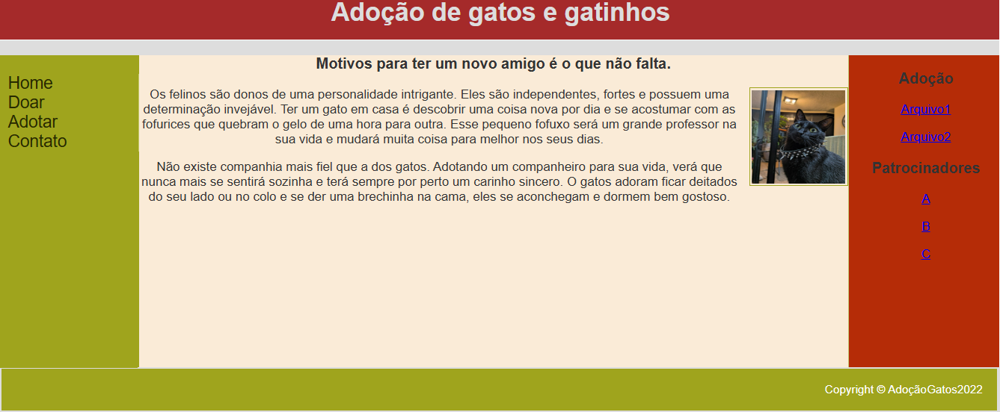 Adoção de gatos e gatinhos
Home
Doar
Adotar
Contato
Motivos para ter um novo amigo é o que não falta.
Os felinos são donos de uma personalidade intrigante. Eles são independentes, fortes e possuem uma
determinação invejável. Ter um gato em casa é descobrir uma coisa nova por dia e se acostumar com as
fofurices que quebram o gelo de uma hora para outra. Esse pequeno fofuxo será um grande professor na
sua vida e mudará muita coisa para melhor nos seus dias.
Não existe companhia mais fiel que a dos gatos. Adotando um companheiro para sua vida, verá que
nunca mais se sentirá sozinha e terá sempre por perto um carinho sincero. O gatos adoram ficar deitados
do seu lado ou no colo e se der uma brechinha na cama, eles se aconchegam e dormem bem gostoso.
Adoção
Arquivo1
Arquivo2
Patrocinadores
A
B
C
Copyright © AdoçãoGatos2022